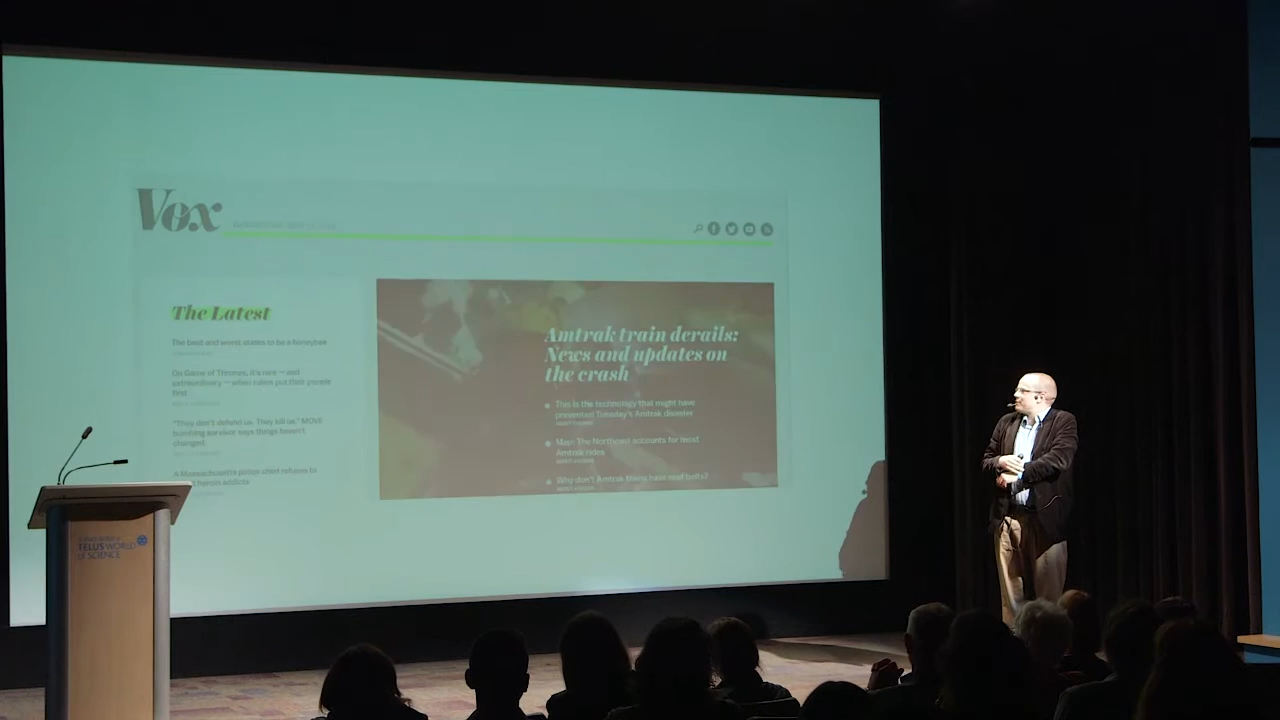 Vox
The Latest
The best and worst states to be a honeybee
On Game of Thrones, it's rare — and
extraordinary — when rulers put their people
first
"They don't defend us. They kill us." MOVE
bombing survivor says things haven't
changed.
A Massachusetts police chief refuses to
heroin addicts
Amtrak train derails:
News and updates on
the crash
This is the technology that might have
prevented Tuesday's Amtrak disaster
Map: The Northeast accounts for most
Amtrak rides
Why don't Amtrak trains have seat belts?
TELUS WORLD
of SCIENCE